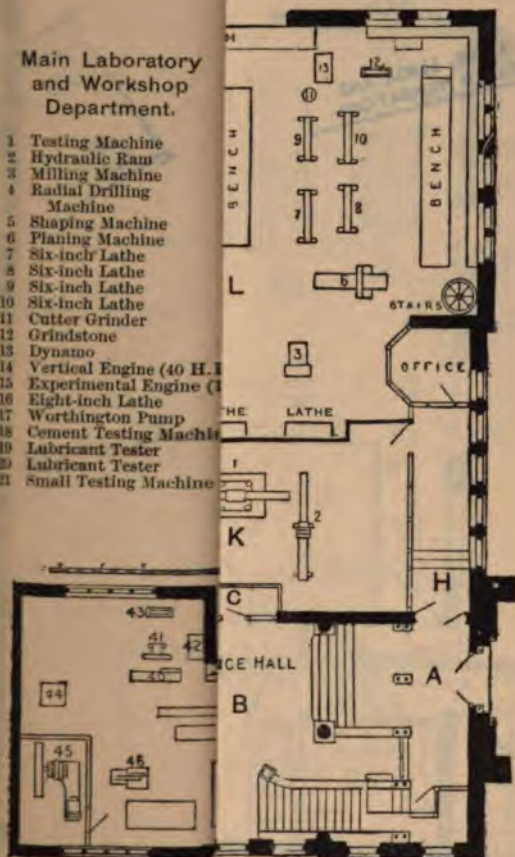 Main Laboratory
and Workshop
Department.
1 Testing Machine
2 Hydraulic Ram
3 Milling Machine
4 Radial Drilling
Machine
5 Shaping Machine
6 Planing Machine
7 Six-inch Lathe
8 Six-inch Lathe
9 Six-inch Lathe
10 Six-inch Lathe
11 Cutter Grinder
12 Grindstone
13 Dynamo
14 Vertical Engine (40 H.
15 Experimental Engine (
16 Eight-inch Lathe
17 Worthington Pump
18 Cement Testing Machin
19 Lubricant Tester
20 Lubricant Tester
21 Small Testing Machine
H
13
12
11
BENCH
9
10
BENCH
7
8
L
6
STAIRS
3
OFFICE
HE
LATHE
1
2
K
H
C
43
41
42
40
CE HALL
A
B
44
45
46